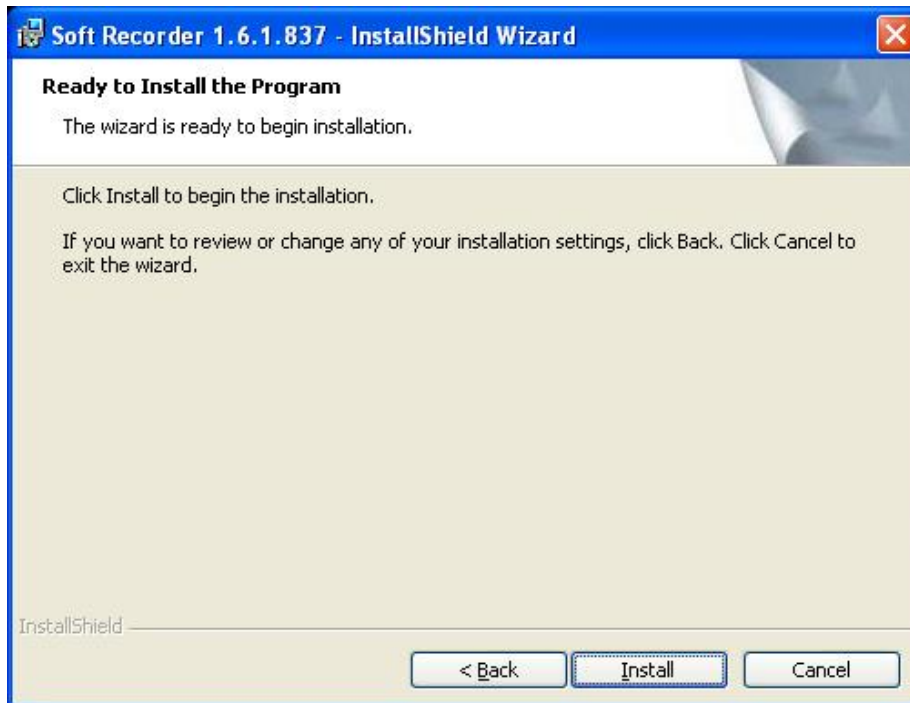 Soft Recorder 1.6.1.837 - InstallShield Wizard
Ready to Install the Program
The wizard is ready to begin installation.
Click Install to begin the installation.
If you want to review or change any of your installation settings, click Back. Click Cancel to
exit the wizard.
InstallShield
< Back Install Cancel